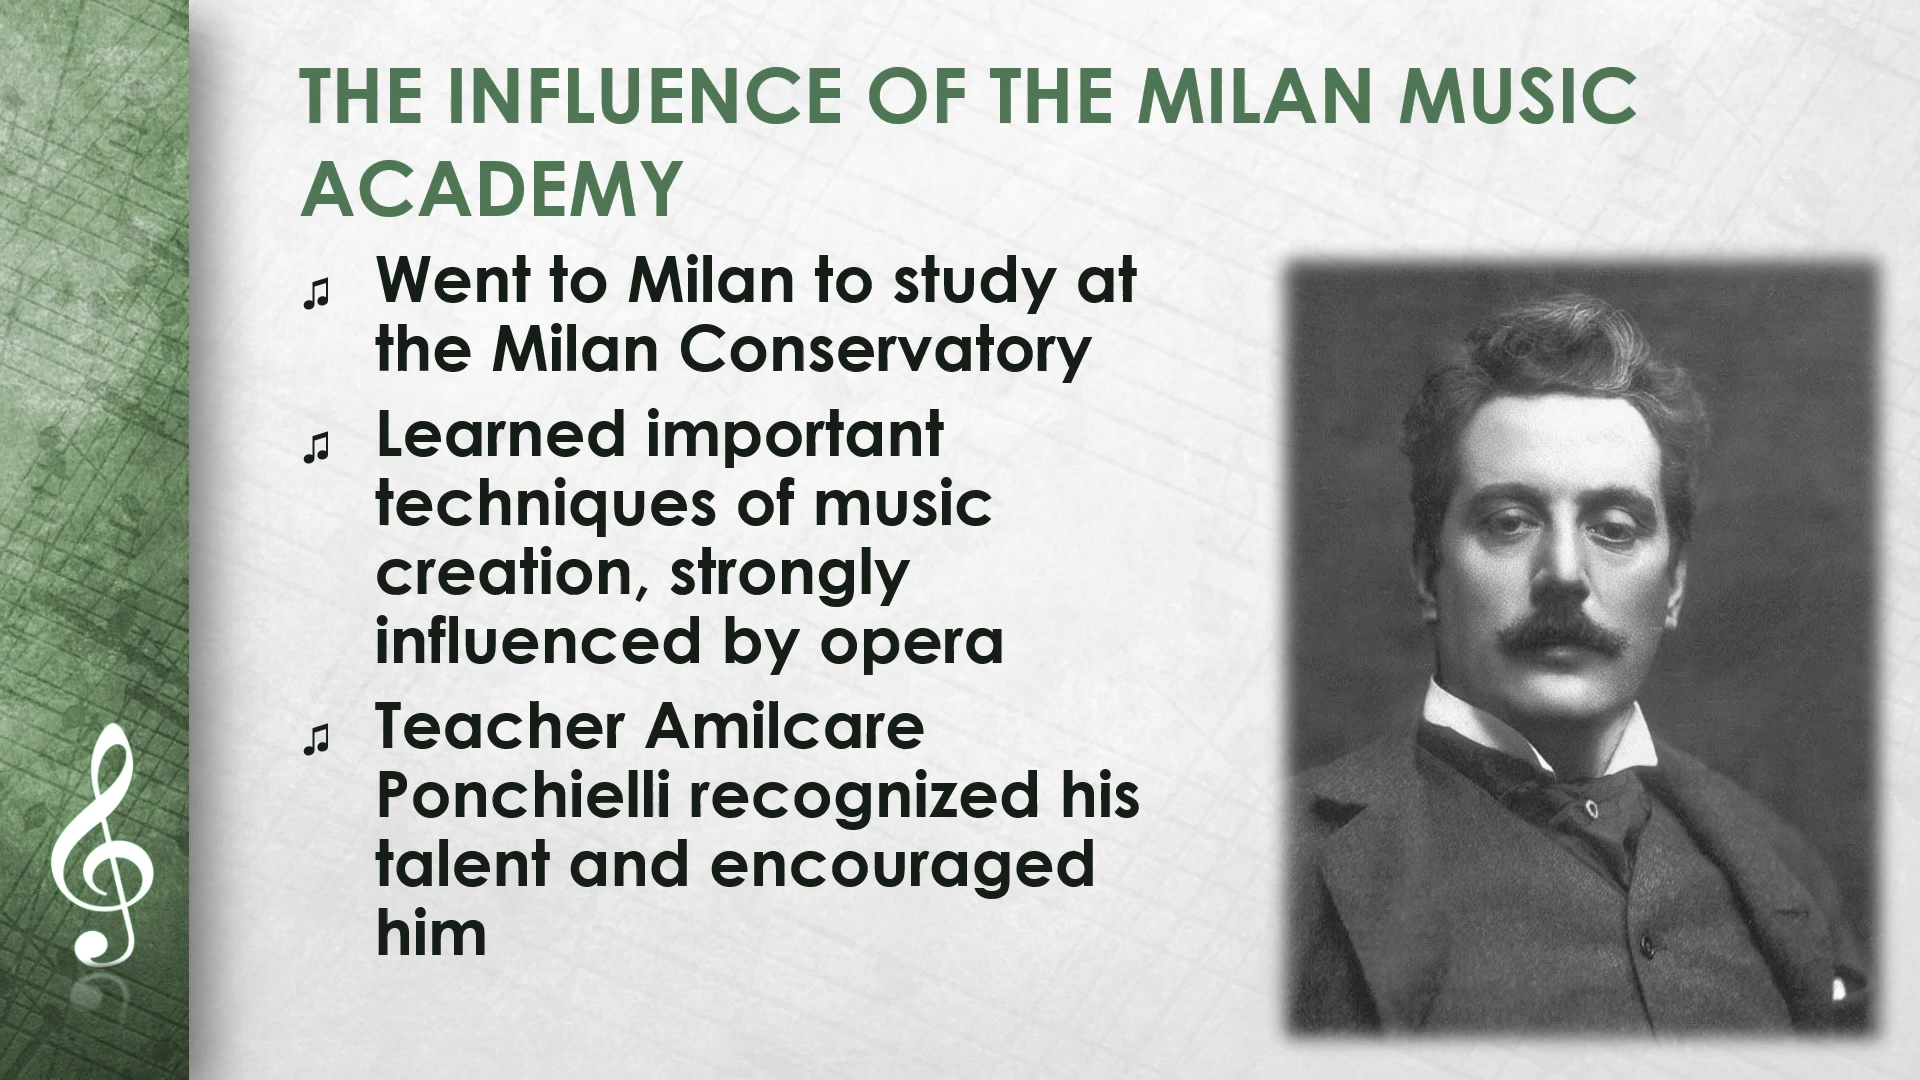 THE INFLUENCE OF THE MILAN MUSIC
ACADEMY
♫ Went to Milan to study at
the Milan Conservatory
♫ Learned important
techniques of music
creation, strongly
influenced by opera
♫ Teacher Amilcare
Ponchielli recognized his
talent and encouraged
him